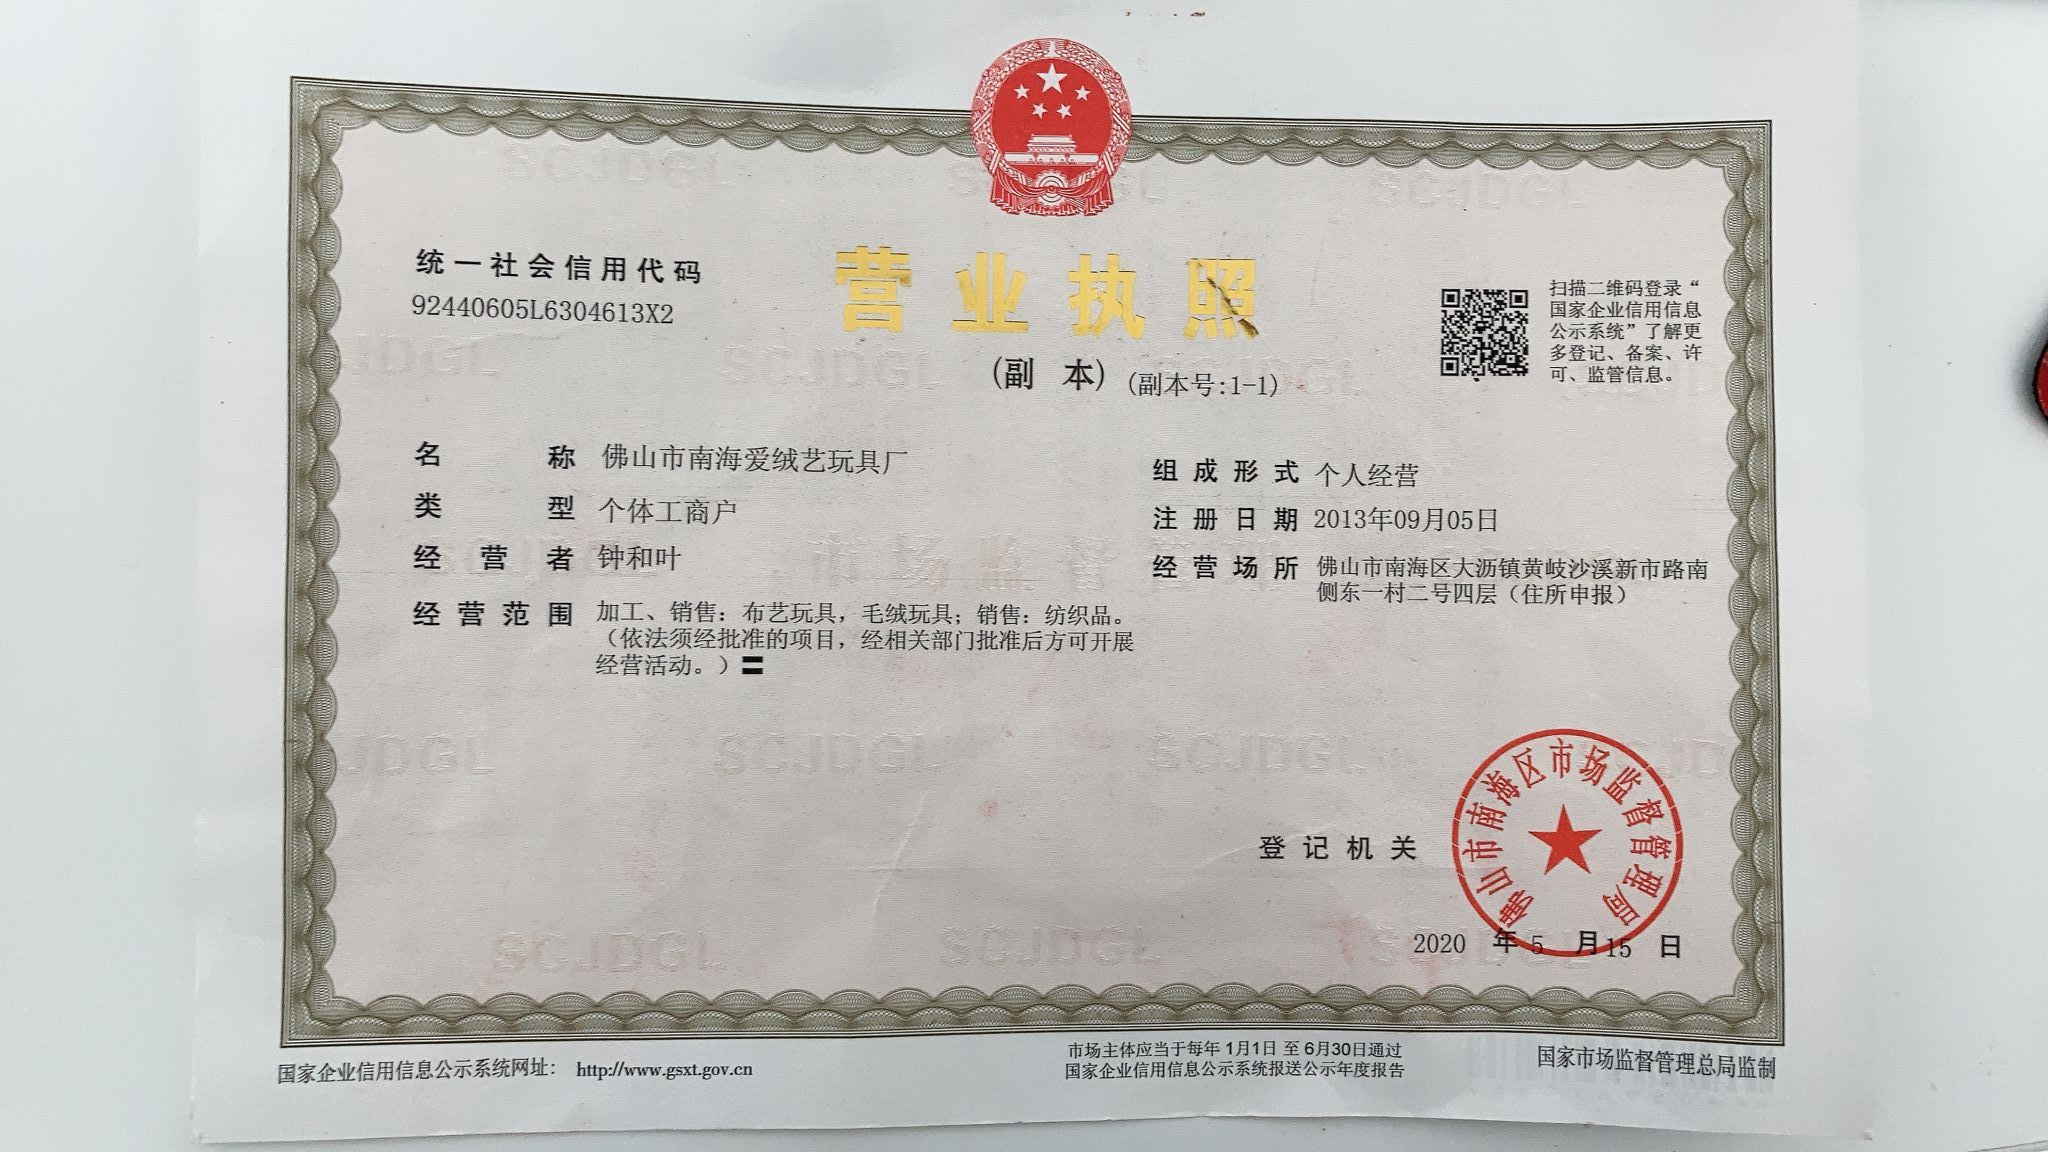 统一社会信用代码
92440605L6304613X2
营业执照
(副 本) (副本号:1-1)
扫描二维码登录“
国家企业信用信息
公示系统”了解更
多登记、备案、许
可、监管信息。
名 称 佛山市南海爱绒艺玩具厂
类 型 个体工商户
经 营 者 钟和叶
经营范围 加工、销售：布艺玩具，毛绒玩具；销售：纺织品。
（依法须经批准的项目，经相关部门批准后方可开展
经营活动。）〓
组成形式 个人经营
注册日期 2013年09月05日
经营场所 佛山市南海区大沥镇黄岐沙溪新市路南
侧东一村二号四层（住所申报）
登记机关
佛山市南海区市场监督管理局
2020 年 5 月 15 日
国家企业信用信息公示系统网址： http://www.gsxt.gov.cn
市场主体应当于每年 1月1日 至 6月30日通过
国家企业信用信息公示系统报送公示年度报告
国家市场监督管理总局监制